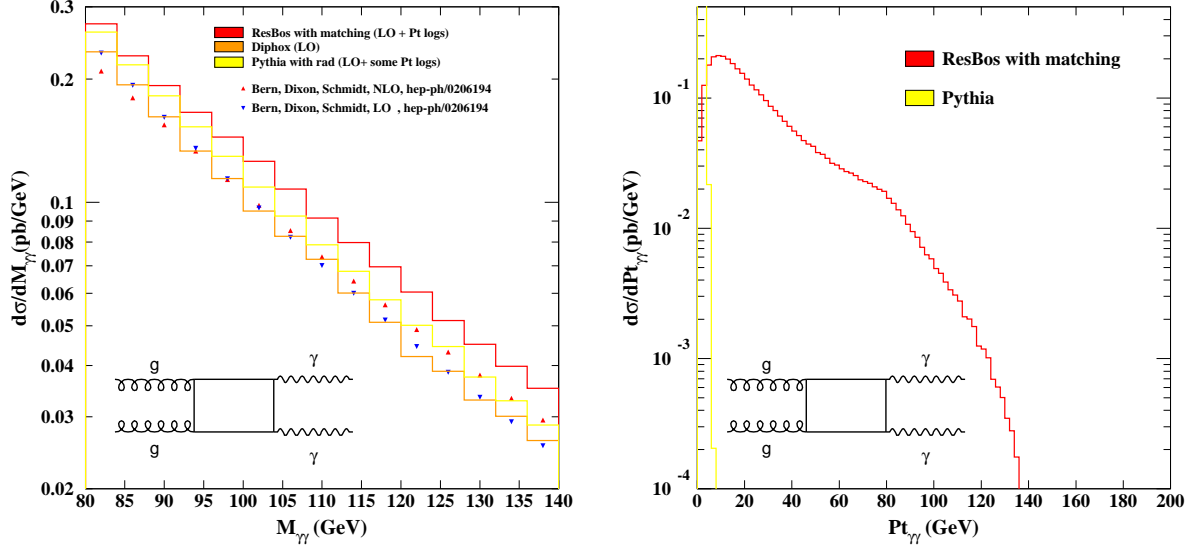 0.3
0.2
0.1
0.09
0.08
0.07
0.06
0.05
0.04
0.03
0.02
80 85 90 95 100 105 110 115 120 125 130 135 140
Mγγ (GeV)
dσ/dMγγ(pb/GeV)
ResBos with matching (LO + Pt logs)
Diphox (LO)
Pythia with rad (LO+ some Pt logs)
Bern, Dixon, Schmidt, NLO, hep-ph/0206194
Bern, Dixon, Schmidt, LO , hep-ph/0206194
g
γ
g
γ
10⁻¹
10⁻²
10⁻³
10⁻⁴
0 20 40 60 80 100 120 140 160 180 200
Ptγγ (GeV)
dσ/dPtγγ(pb/GeV)
ResBos with matching
Pythia
g
γ
g
γ